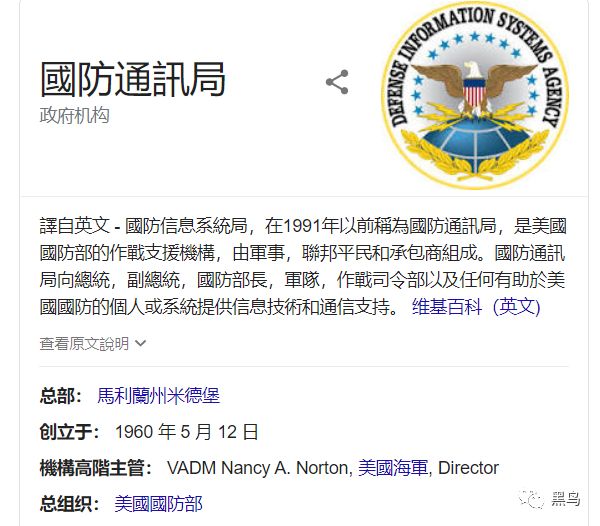 國防通訊局
政府机构
DEFENSE INFORMATION SYSTEMS AGENCY
譯自英文 - 國防信息系統局，在1991年以前稱為國防通訊局，是美國
國防部的作戰支援機構，由軍事，聯邦平民和承包商組成。國防通訊
局向總統，副總統，國防部長，軍隊，作戰司令部以及任何有助於美
國國防的個人或系統提供信息技術和通信支持。 维基百科（英文)
查看原文說明
总部： 馬利蘭州米德堡
创立于： 1960 年 5 月 12 日
機構高階主管： VADM Nancy A. Norton, 美國海軍, Director
总组织： 美國國防部
黑鸟